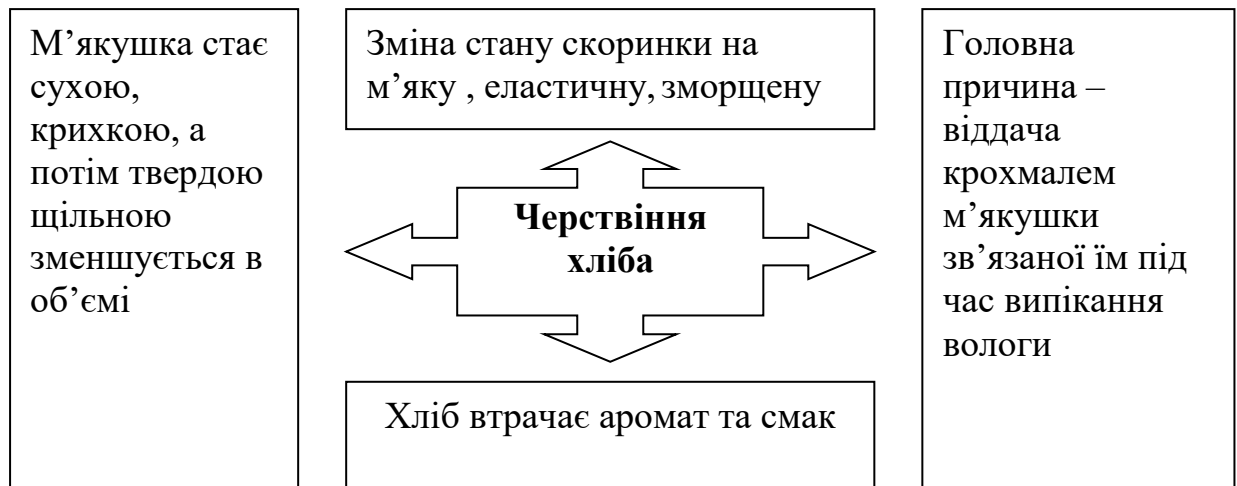 М’якушка стає
сухою,
крихкою, а
потім твердою
щільною
зменшується в
об’ємі
Зміна стану скоринки на
м’яку , еластичну, зморщену
Черствіння
хліба
Хліб втрачає аромат та смак
Головна
причина –
віддача
крохмалем
м’якушки
зв’язаної їм під
час випікання
вологи